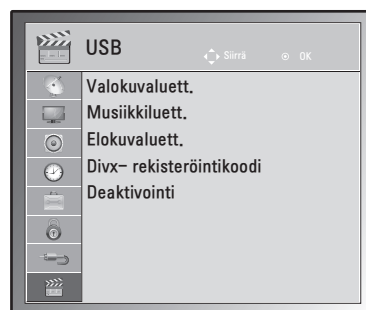 USB
Siirrä OK
Valokuvaluett.
Musiikkiluett.
Elokuvaluett.
Divx- rekisteröintikoodi
Deaktivointi